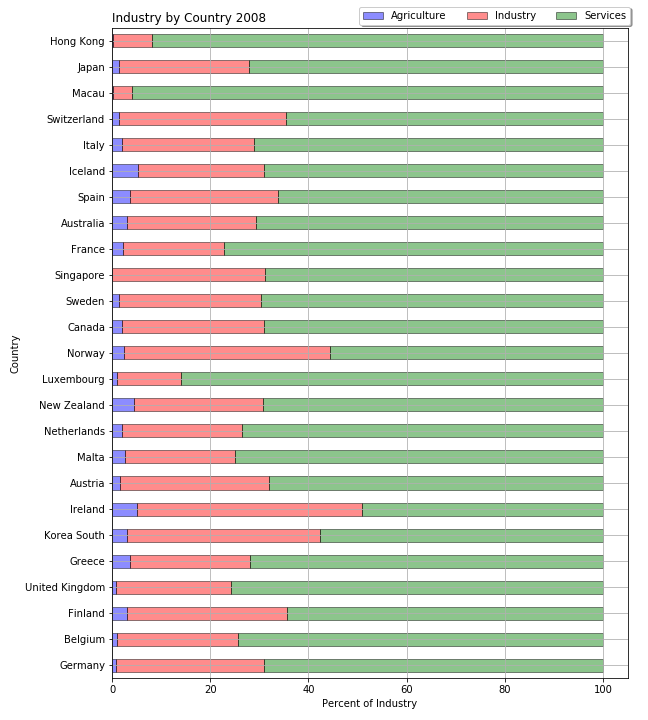 Industry by Country 2008
Agriculture Industry Services
Hong Kong
Japan
Macau
Switzerland
Italy
Iceland
Spain
Australia
France
Singapore
Sweden
Canada
Norway
Luxembourg
New Zealand
Netherlands
Malta
Austria
Ireland
Korea South
Greece
United Kingdom
Finland
Belgium
Germany
Country
0 20 40 60 80 100
Percent of Industry